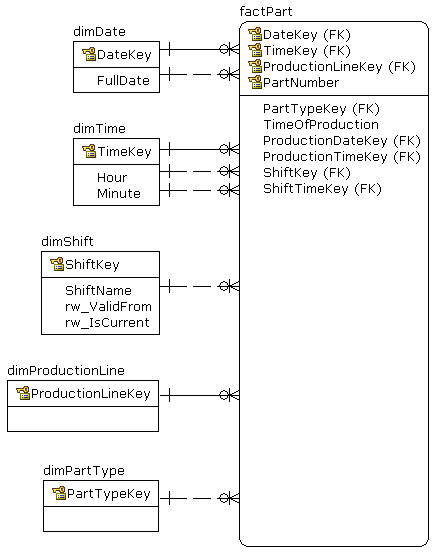 dimDate
DateKey
FullDate
dimTime
TimeKey
Hour
Minute
dimShift
ShiftKey
ShiftName
rw_ValidFrom
rw_IsCurrent
dimProductionLine
ProductionLineKey
dimPartType
PartTypeKey
factPart
DateKey (FK)
TimeKey (FK)
ProductionLineKey (FK)
PartNumber
PartTypeKey (FK)
TimeOfProduction
ProductionDateKey (FK)
ProductionTimeKey (FK)
ShiftKey (FK)
ShiftTimeKey (FK)